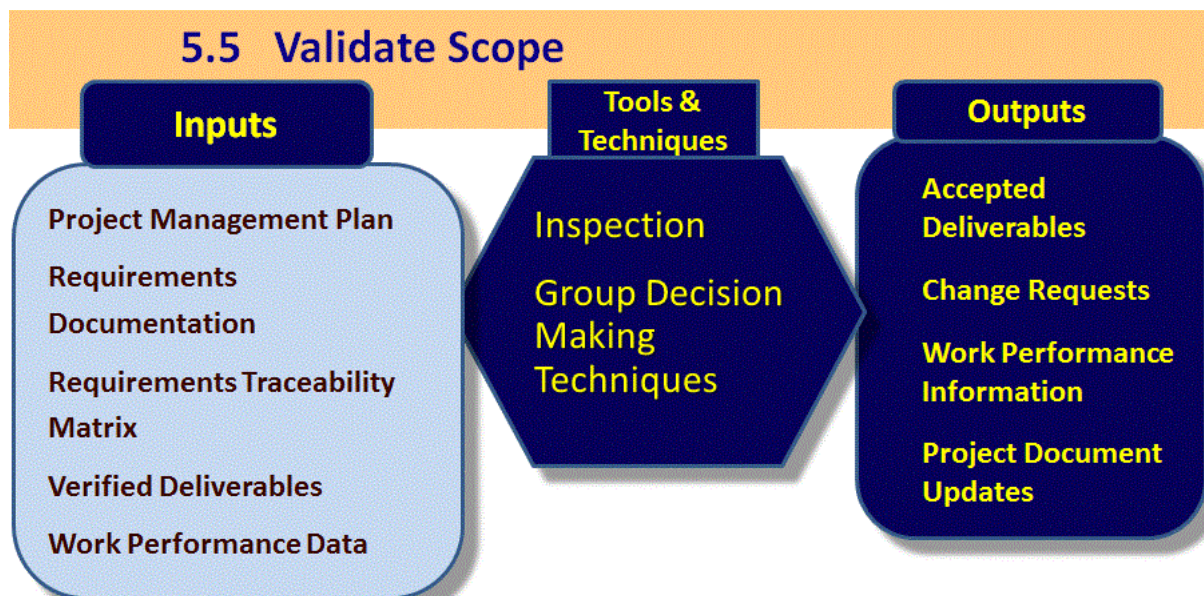 5.5 Validate Scope
Inputs
Project Management Plan
Requirements
Documentation
Requirements Traceability
Matrix
Verified Deliverables
Work Performance Data
Tools &
Techniques
Inspection
Group Decision
Making
Techniques
Outputs
Accepted
Deliverables
Change Requests
Work Performance
Information
Project Document
Updates